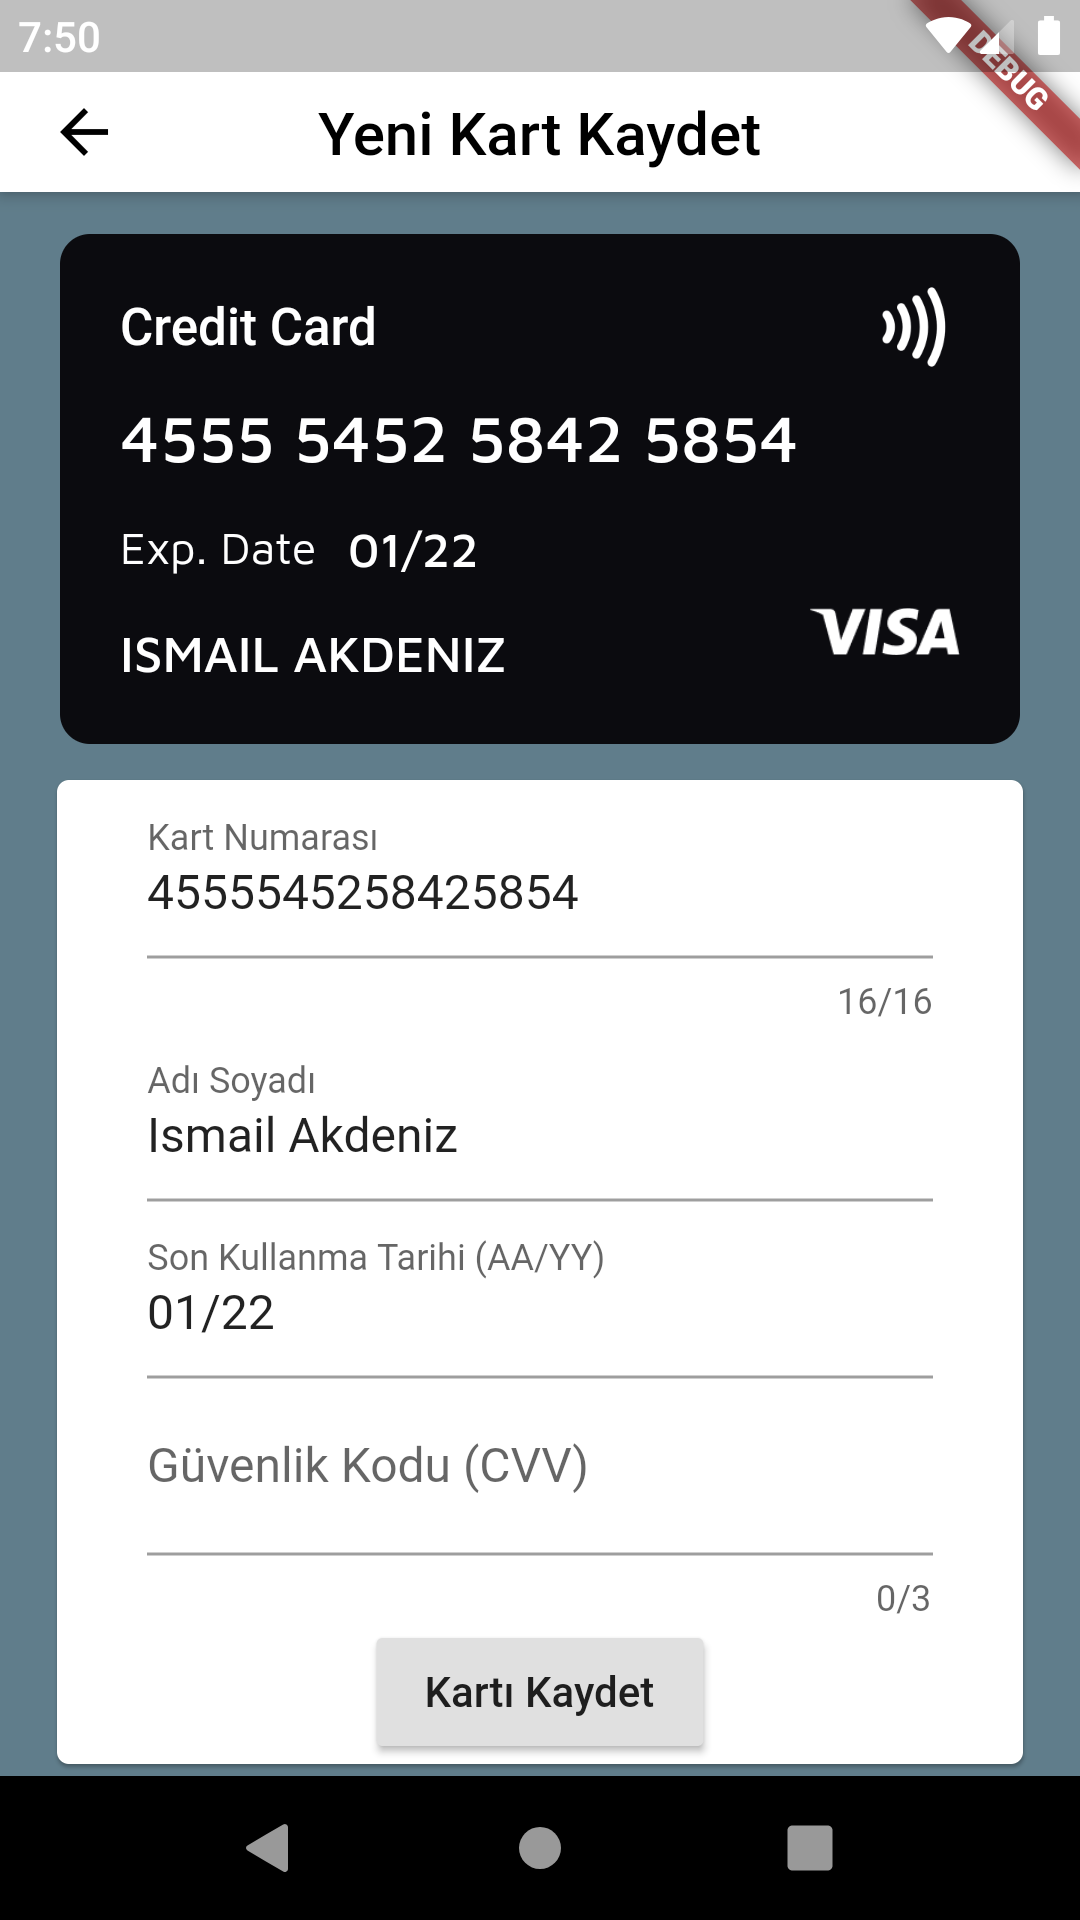 7:50
DEBUG
Yeni Kart Kaydet
Credit Card
4555 5452 5842 5854
Exp. Date 01/22
ISMAIL AKDENIZ
VISA
Kart Numarası
4555545258425854
16/16
Adı Soyadı
Ismail Akdeniz
Son Kullanma Tarihi (AA/YY)
01/22
Güvenlik Kodu (CVV)
0/3
Kartı Kaydet